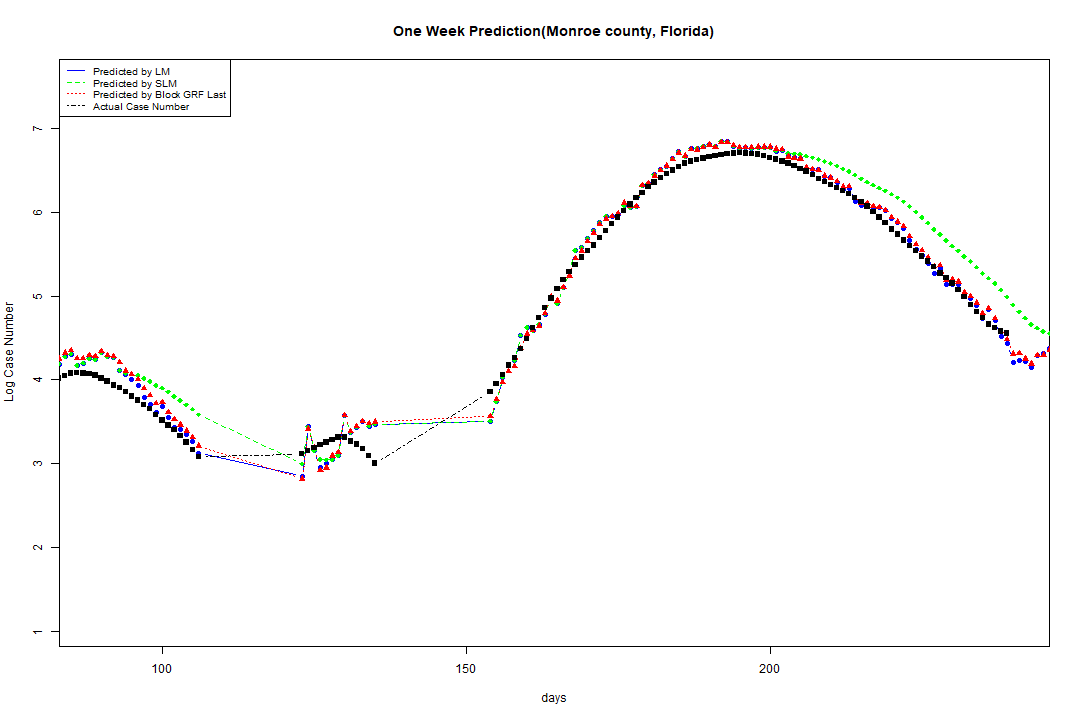 One Week Prediction(Monroe county, Florida)
Predicted by LM
Predicted by SLM
Predicted by Block GRF Last
Actual Case Number
7
6
5
4
3
2
1
Log Case Number
100
150
200
days